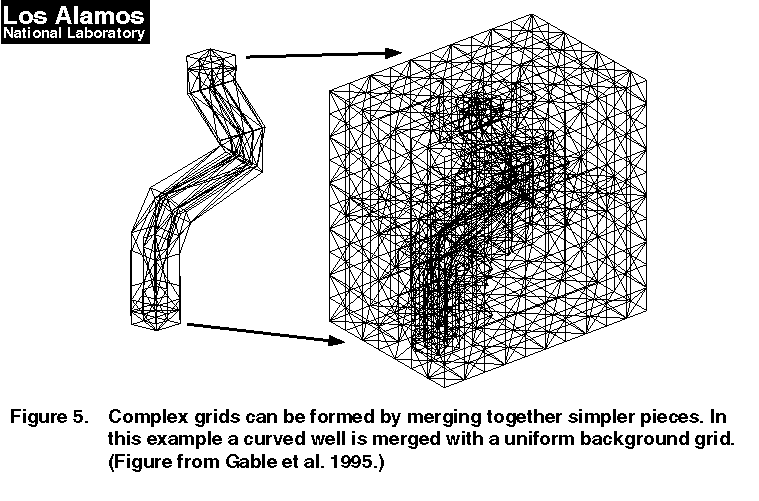 Los Alamos
National Laboratory
Figure 5. Complex grids can be formed by merging together simpler pieces. In
this example a curved well is merged with a uniform background grid.
(Figure from Gable et al. 1995.)